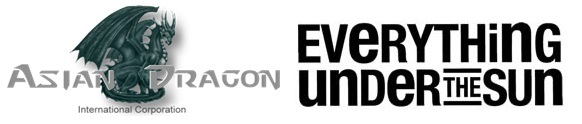 ASIAN DRAGON
International Corporation
EVERYTHiNG
UNDER THE SUN